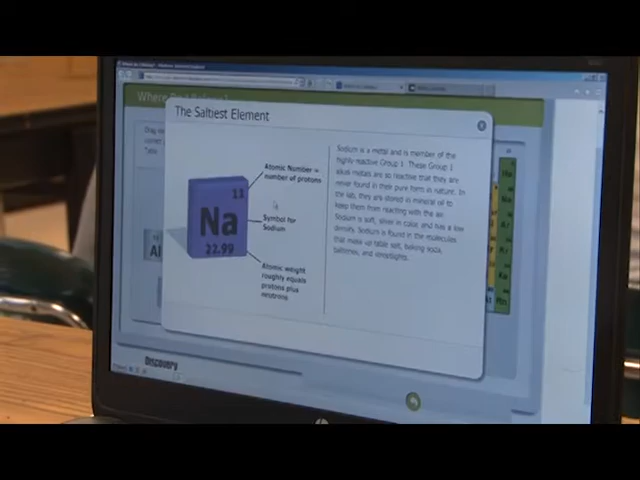 Where Do
The Saltiest Element
Atomic Number =
number of protons
11
Na
22.99
Symbol for
Sodium
Atomic weight
roughly equals
protons plus
neutrons
Sodium is a metal and is member of the
highly reactive Group 1. These Group 1
alkali metals are so reactive that they are
never found in their pure form in nature. In
the lab, they are stored in mineral oil to
keep them from reacting with the air.
Sodium is soft, silver in color, and has a low
density. Sodium is found in the molecules
that make up table salt, baking soda,
batteries, and streetlights.
Al
Discovery
hp